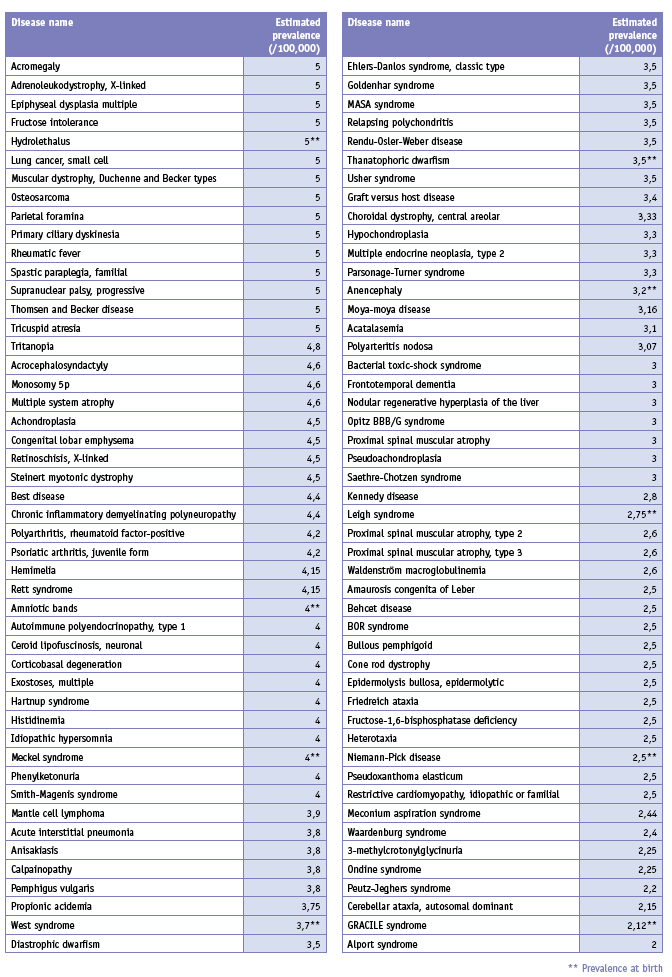 Disease name Estimated
prevalence
(/100,000)
Acromegaly 5
Adrenoleukodystrophy, X-linked 5
Epiphyseal dysplasia multiple 5
Fructose intolerance 5
Hydrolethalus 5**
Lung cancer, small cell 5
Muscular dystrophy, Duchenne and Becker types 5
Osteosarcoma 5
Parietal foramina 5
Primary ciliary dyskinesia 5
Rheumatic fever 5
Spastic paraplegia, familial 5
Supranuclear palsy, progressive 5
Thomsen and Becker disease 5
Tricuspid atresia 5
Tritanopia 4,8
Acrocephalosyndactyly 4,6
Monosomy 5p 4,6
Multiple system atrophy 4,6
Achondroplasia 4,5
Congenital lobar emphysema 4,5
Retinoschisis, X-linked 4,5
Steinert myotonic dystrophy 4,5
Best disease 4,4
Chronic inflammatory demyelinating polyneuropathy 4,4
Polyarthritis, rheumatoid factor-positive 4,2
Psoriatic arthritis, juvenile form 4,2
Hemimelia 4,15
Rett syndrome 4,15
Amniotic bands 4**
Autoimmune polyendocrinopathy, type 1 4
Ceroid lipofuscinosis, neuronal 4
Corticobasal degeneration 4
Exostoses, multiple 4
Hartnup syndrome 4
Histidinemia 4
Idiopathic hypersomnia 4
Meckel syndrome 4**
Phenylketonuria 4
Smith-Magenis syndrome 4
Mantle cell lymphoma 3,9
Acute interstitial pneumonia 3,8
Anisakiasis 3,8
Calpainopathy 3,8
Pemphigus vulgaris 3,8
Propionic acidemia 3,75
West syndrome 3,7**
Diastrophic dwarfism 3,5
Disease name Estimated
prevalence
(/100,000)
Ehlers-Danlos syndrome, classic type 3,5
Goldenhar syndrome 3,5
MASA syndrome 3,5
Relapsing polychondritis 3,5
Rendu-Osler-Weber disease 3,5
Thanatophoric dwarfism 3,5**
Usher syndrome 3,5
Graft versus host disease 3,4
Choroidal dystrophy, central areolar 3,33
Hypochondroplasia 3,3
Multiple endocrine neoplasia, type 2 3,3
Parsonage-Turner syndrome 3,3
Anencephaly 3,2**
Moya-moya disease 3,16
Acatalasemia 3,1
Polyarteritis nodosa 3,07
Bacterial toxic-shock syndrome 3
Frontotemporal dementia 3
Nodular regenerative hyperplasia of the liver 3
Opitz BBB/G syndrome 3
Proximal spinal muscular atrophy 3
Pseudoachondroplasia 3
Saethre-Chotzen syndrome 3
Kennedy disease 2,8
Leigh syndrome 2,75**
Proximal spinal muscular atrophy, type 2 2,6
Proximal spinal muscular atrophy, type 3 2,6
Waldenström macroglobulinemia 2,6
Amaurosis congenita of Leber 2,5
Behcet disease 2,5
BOR syndrome 2,5
Bullous pemphigoid 2,5
Cone rod dystrophy 2,5
Epidermolysis bullosa, epidermolytic 2,5
Friedreich ataxia 2,5
Fructose-1,6-bisphosphatase deficiency 2,5
Heterotaxia 2,5
Niemann-Pick disease 2,5**
Pseudoxanthoma elasticum 2,5
Restrictive cardiomyopathy, idiopathic or familial 2,5
Meconium aspiration syndrome 2,44
Waardenburg syndrome 2,4
3-methylcrotonylglycinuria 2,25
Ondine syndrome 2,25
Peutz-Jeghers syndrome 2,2
Cerebellar ataxia, autosomal dominant 2,15
GRACILE syndrome 2,12**
Alport syndrome 2
** Prevalence at birth